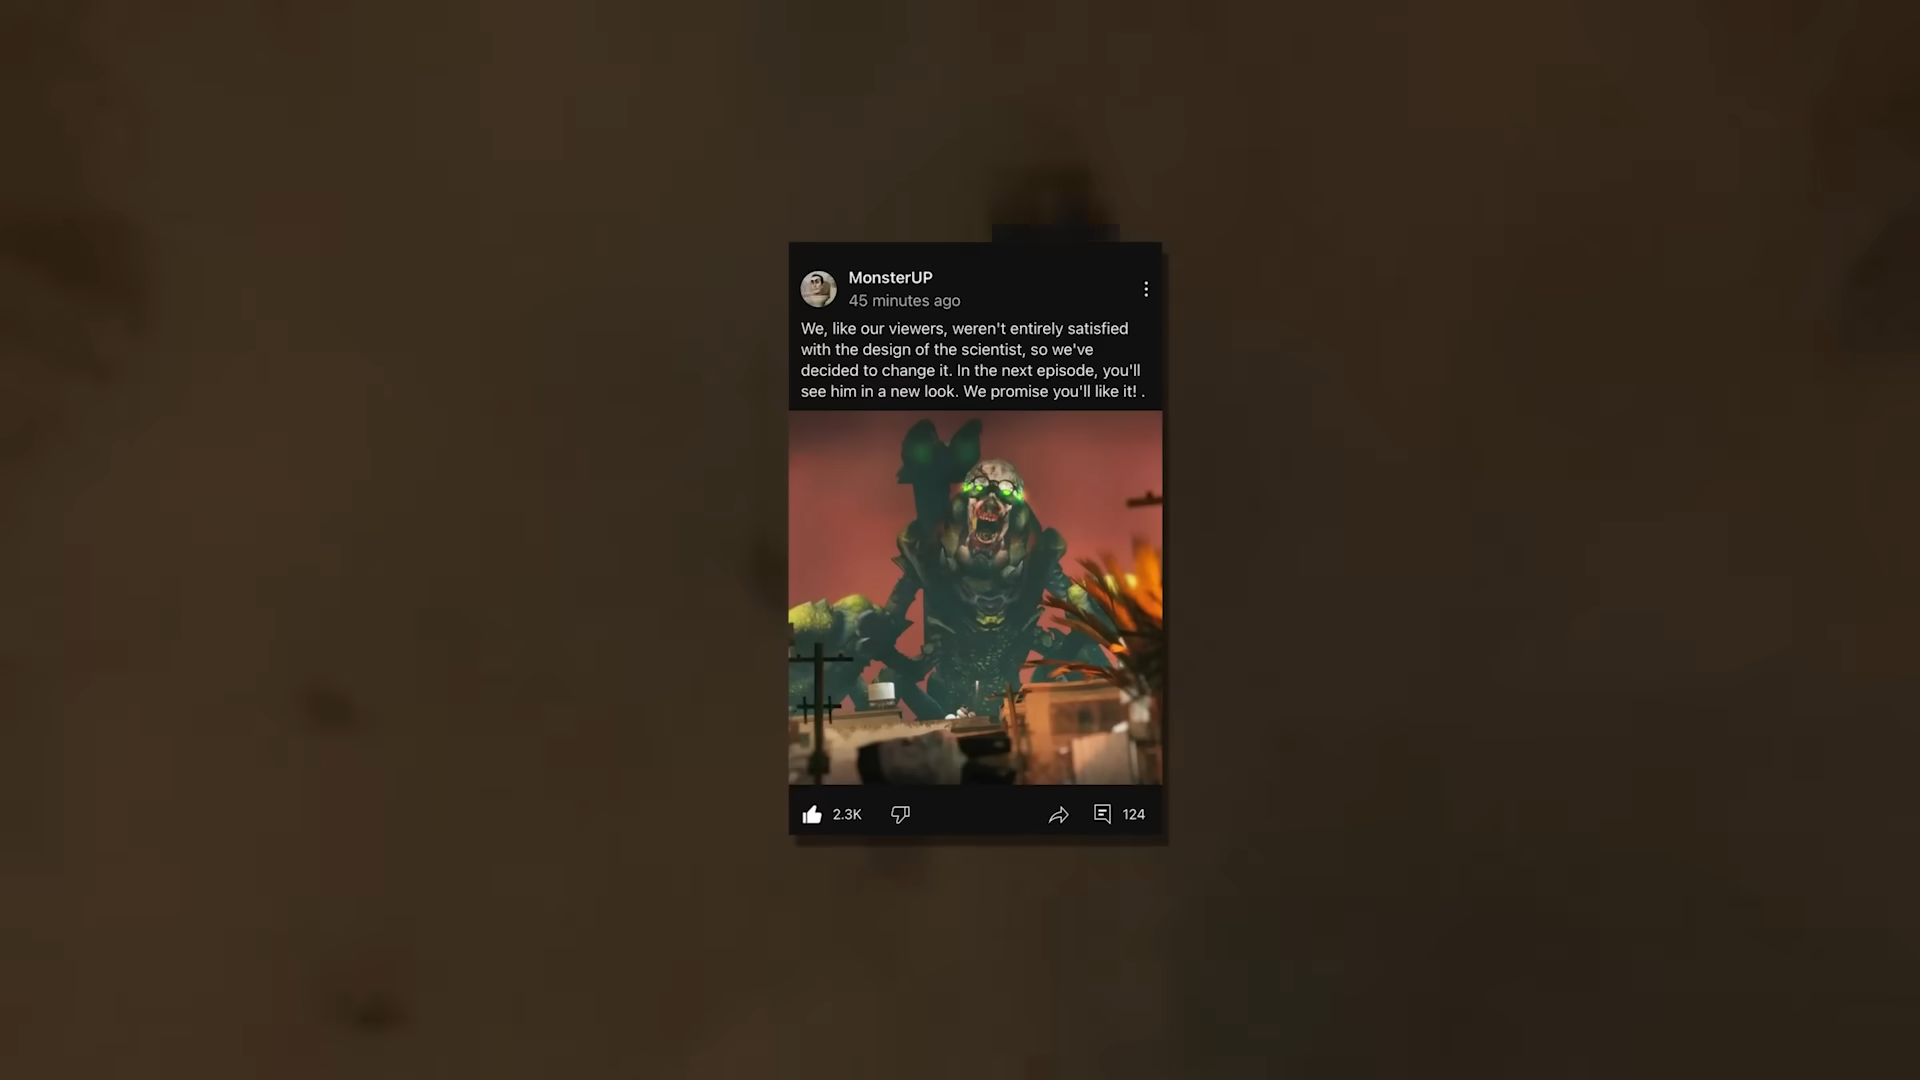 MonsterUP
45 minutes ago
We, like our viewers, weren't entirely satisfied
with the design of the scientist, so we've
decided to change it. In the next episode, you'll
see him in a new look. We promise you'll like it! .
2.3K
124